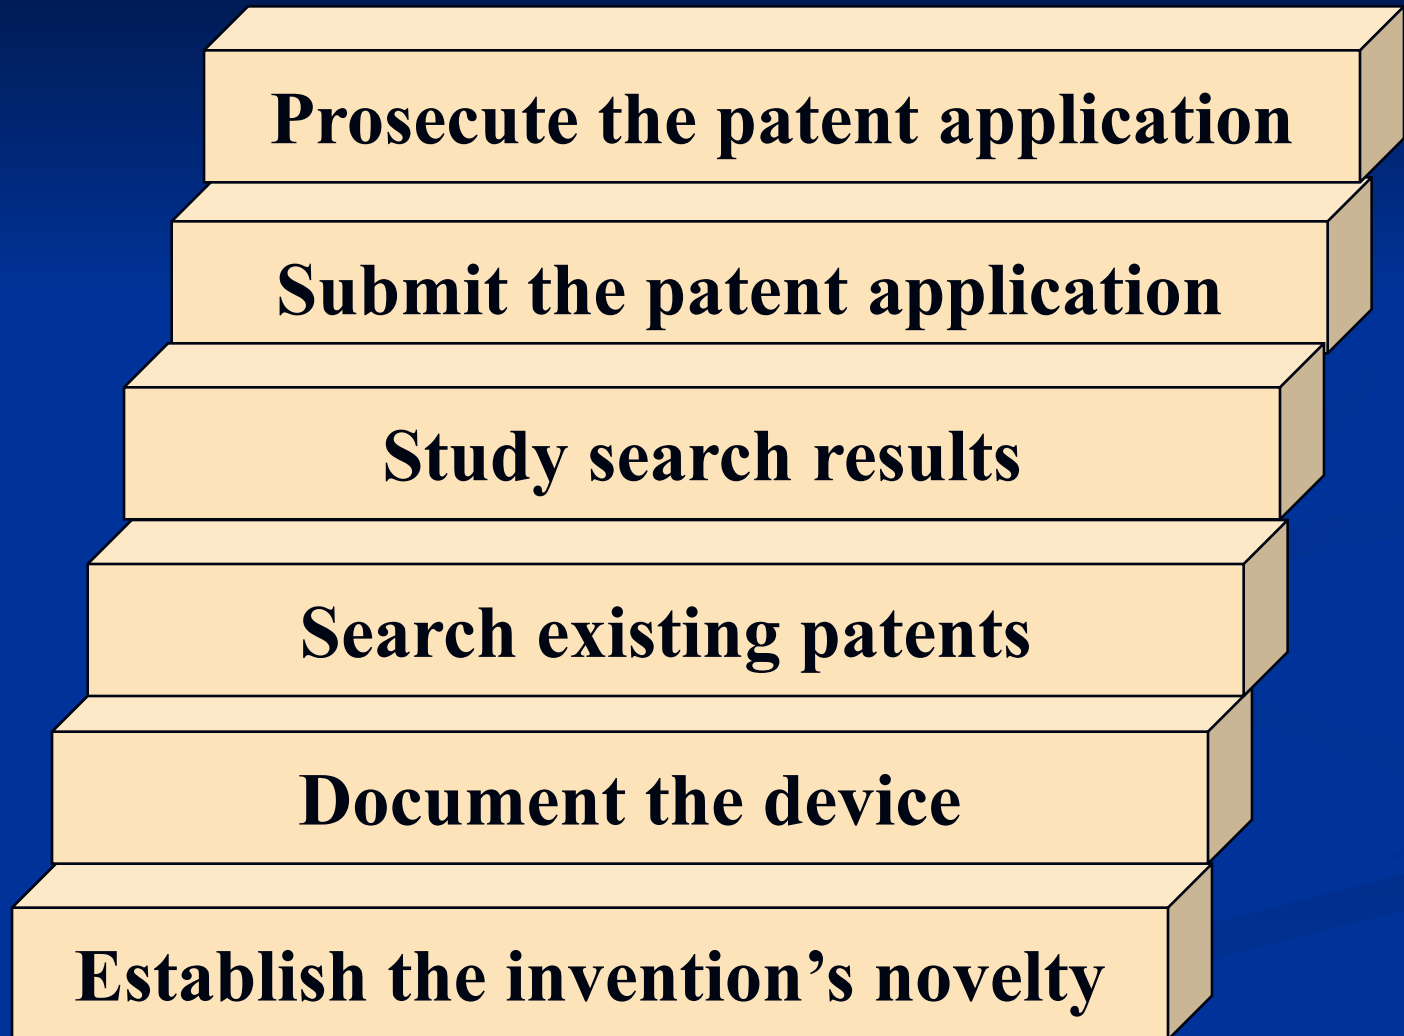 Prosecute the patent application
Submit the patent application
Study search results
Search existing patents
Document the device
Establish the invention’s novelty